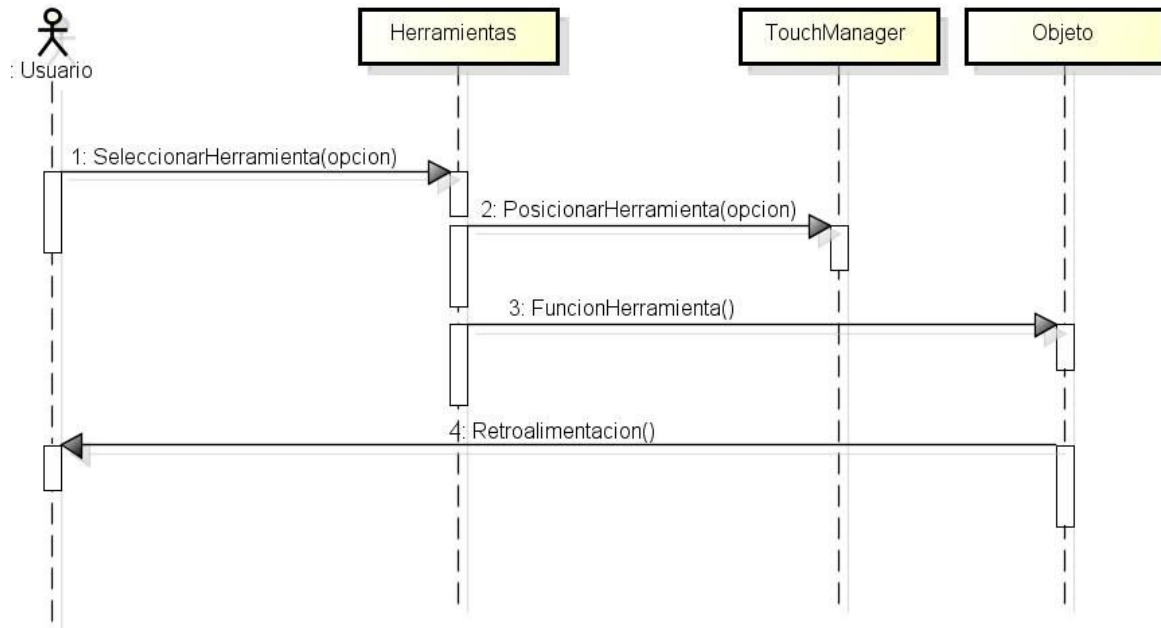 Herramientas
TouchManager
Objeto
: Usuario
1: SeleccionarHerramienta(opcion)
2: PosicionarHerramienta(opcion)
3: FuncionHerramienta()
4: Retroalimentacion()